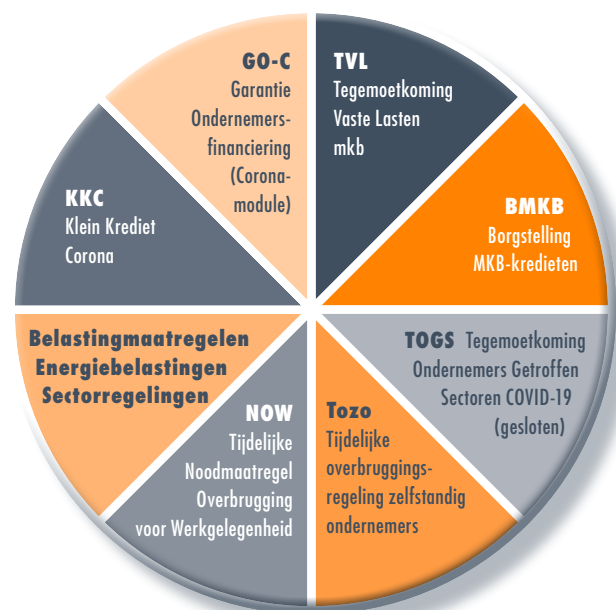 GO-C
Garantie
Ondernemers-
financiering
(Corona-
module)
TVL
Tegemoetkoming
Vaste Lasten
mkb
BMKB
Borgstelling
MKB-kredieten
TOGS Tegemoetkoming
Ondernemers Getroffen
Sectoren COVID-19
(gesloten)
Tozo
Tijdelijke
overbruggings-
regeling zelfstandig
ondernemers
NOW
Tijdelijke
Noodmaatregel
Overbrugging
voor Werkgelegenheid
Belastingmaatregelen
Energiebelastingen
Sectorregelingen
KKC
Klein Krediet
Corona